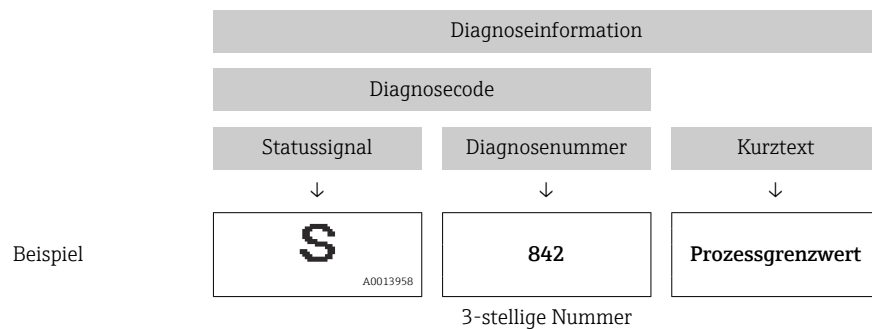 Diagnoseinformation
Diagnosecode
Statussignal Diagnosenummer Kurztext
↓ ↓ ↓
Beispiel S 842 Prozessgrenzwert
A0013958
3-stellige Nummer